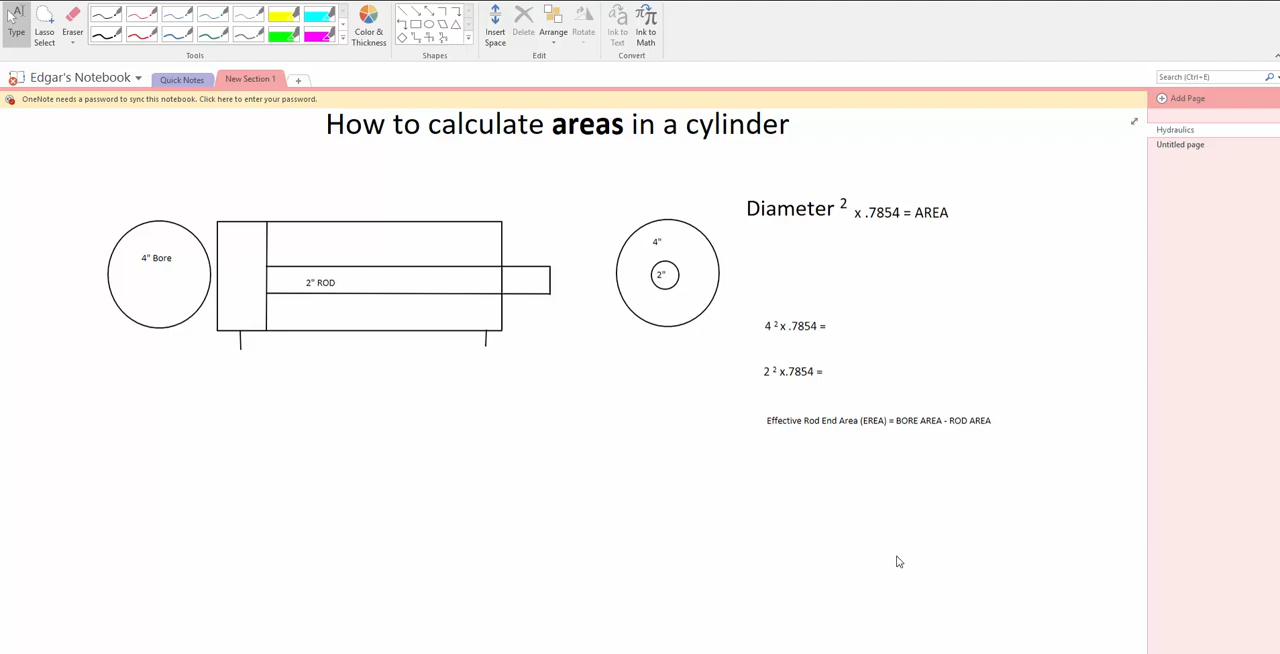 Type
Lasso
Select
Eraser
Color &
Thickness
Insert
Space
Delete
Arrange
Rotate
Ink to
Text
Ink to
Math
Tools
Shapes
Edit
Convert
Edgar's Notebook
Quick Notes
New Section 1
Search (Ctrl+E)
OneNote needs a password to sync this notebook. Click here to enter your password.
Add Page
Hydraulics
Untitled page
How to calculate areas in a cylinder
Diameter ² x .7854 = AREA
4" Bore
2" ROD
4"
2"
4 ² x .7854 =
2 ² x.7854 =
Effective Rod End Area (EREA) = BORE AREA - ROD AREA